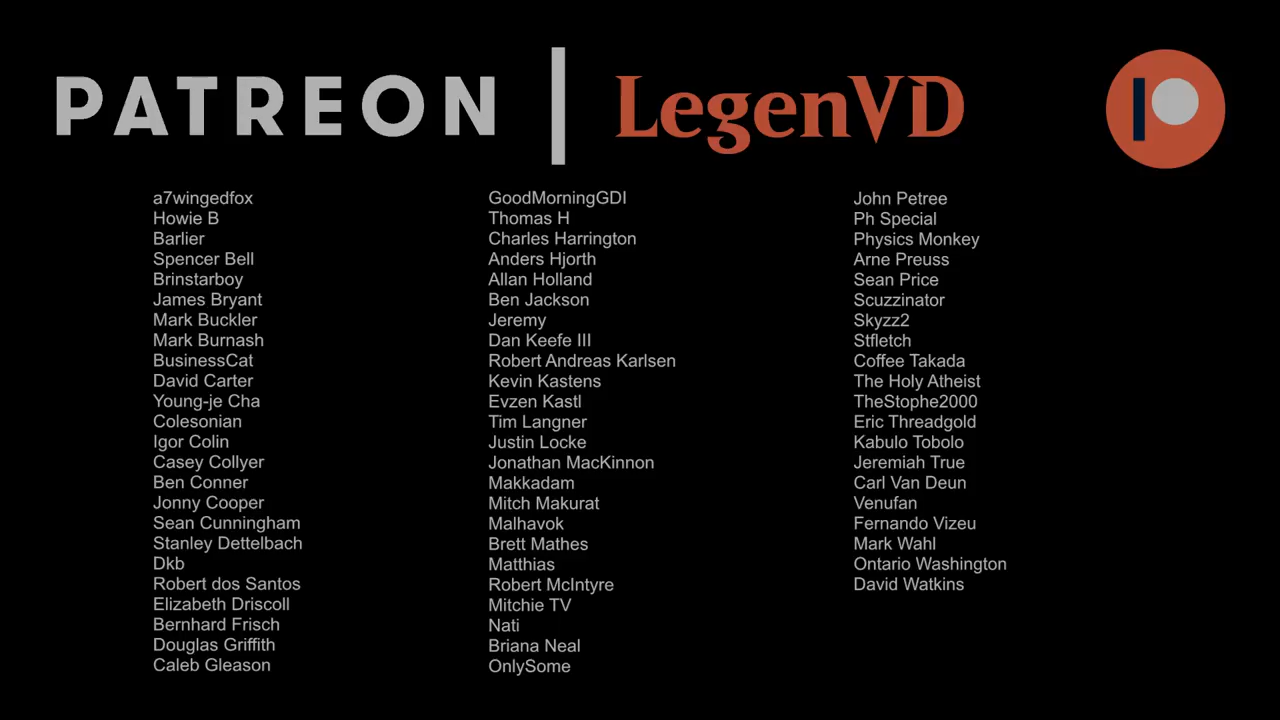 PATREON | LegenVD
a7wingedfox
Howie B
Barlier
Spencer Bell
Brinstarboy
James Bryant
Mark Buckler
Mark Burnash
BusinessCat
David Carter
Young-je Cha
Colesonian
Igor Colin
Casey Collyer
Ben Conner
Jonny Cooper
Sean Cunningham
Stanley Dettelbach
Dkb
Robert dos Santos
Elizabeth Driscoll
Bernhard Frisch
Douglas Griffith
Caleb Gleason
GoodMorningGDI
Thomas H
Charles Harrington
Anders Hjorth
Allan Holland
Ben Jackson
Jeremy
Dan Keefe III
Robert Andreas Karlsen
Kevin Kastens
Evzen Kastl
Tim Langner
Justin Locke
Jonathan MacKinnon
Makkadam
Mitch Makurat
Malhavok
Brett Mathes
Matthias
Robert McIntyre
Mitchie TV
Nati
Briana Neal
OnlySome
John Petree
Ph Special
Physics Monkey
Arne Preuss
Sean Price
Scuzzinator
Skyzz2
Stfletch
Coffee Takada
The Holy Atheist
TheStophe2000
Eric Threadgold
Kabulo Tobolo
Jeremiah True
Carl Van Deun
Venufan
Fernando Vizeu
Mark Wahl
Ontario Washington
David Watkins